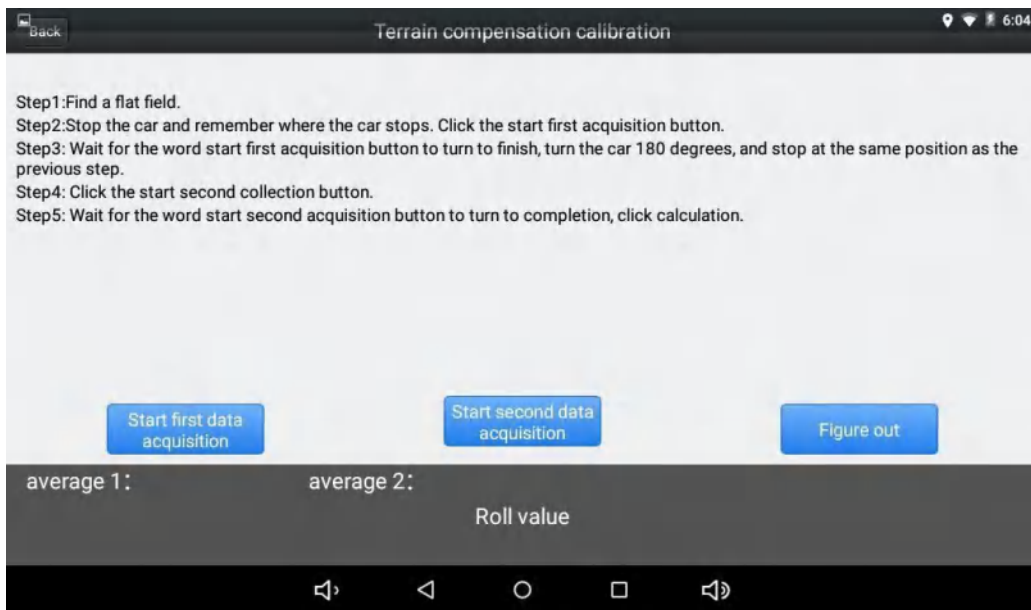 Back
Terrain compensation calibration
6:04
Step1:Find a flat field.
Step2:Stop the car and remember where the car stops. Click the start first acquisition button.
Step3: Wait for the word start first acquisition button to turn to finish, turn the car 180 degrees, and stop at the same position as the
previous step.
Step4: Click the start second collection button.
Step5: Wait for the word start second acquisition button to turn to completion, click calculation.
Start first data
acquisition
Start second data
acquisition
Figure out
average 1:
average 2:
Roll value